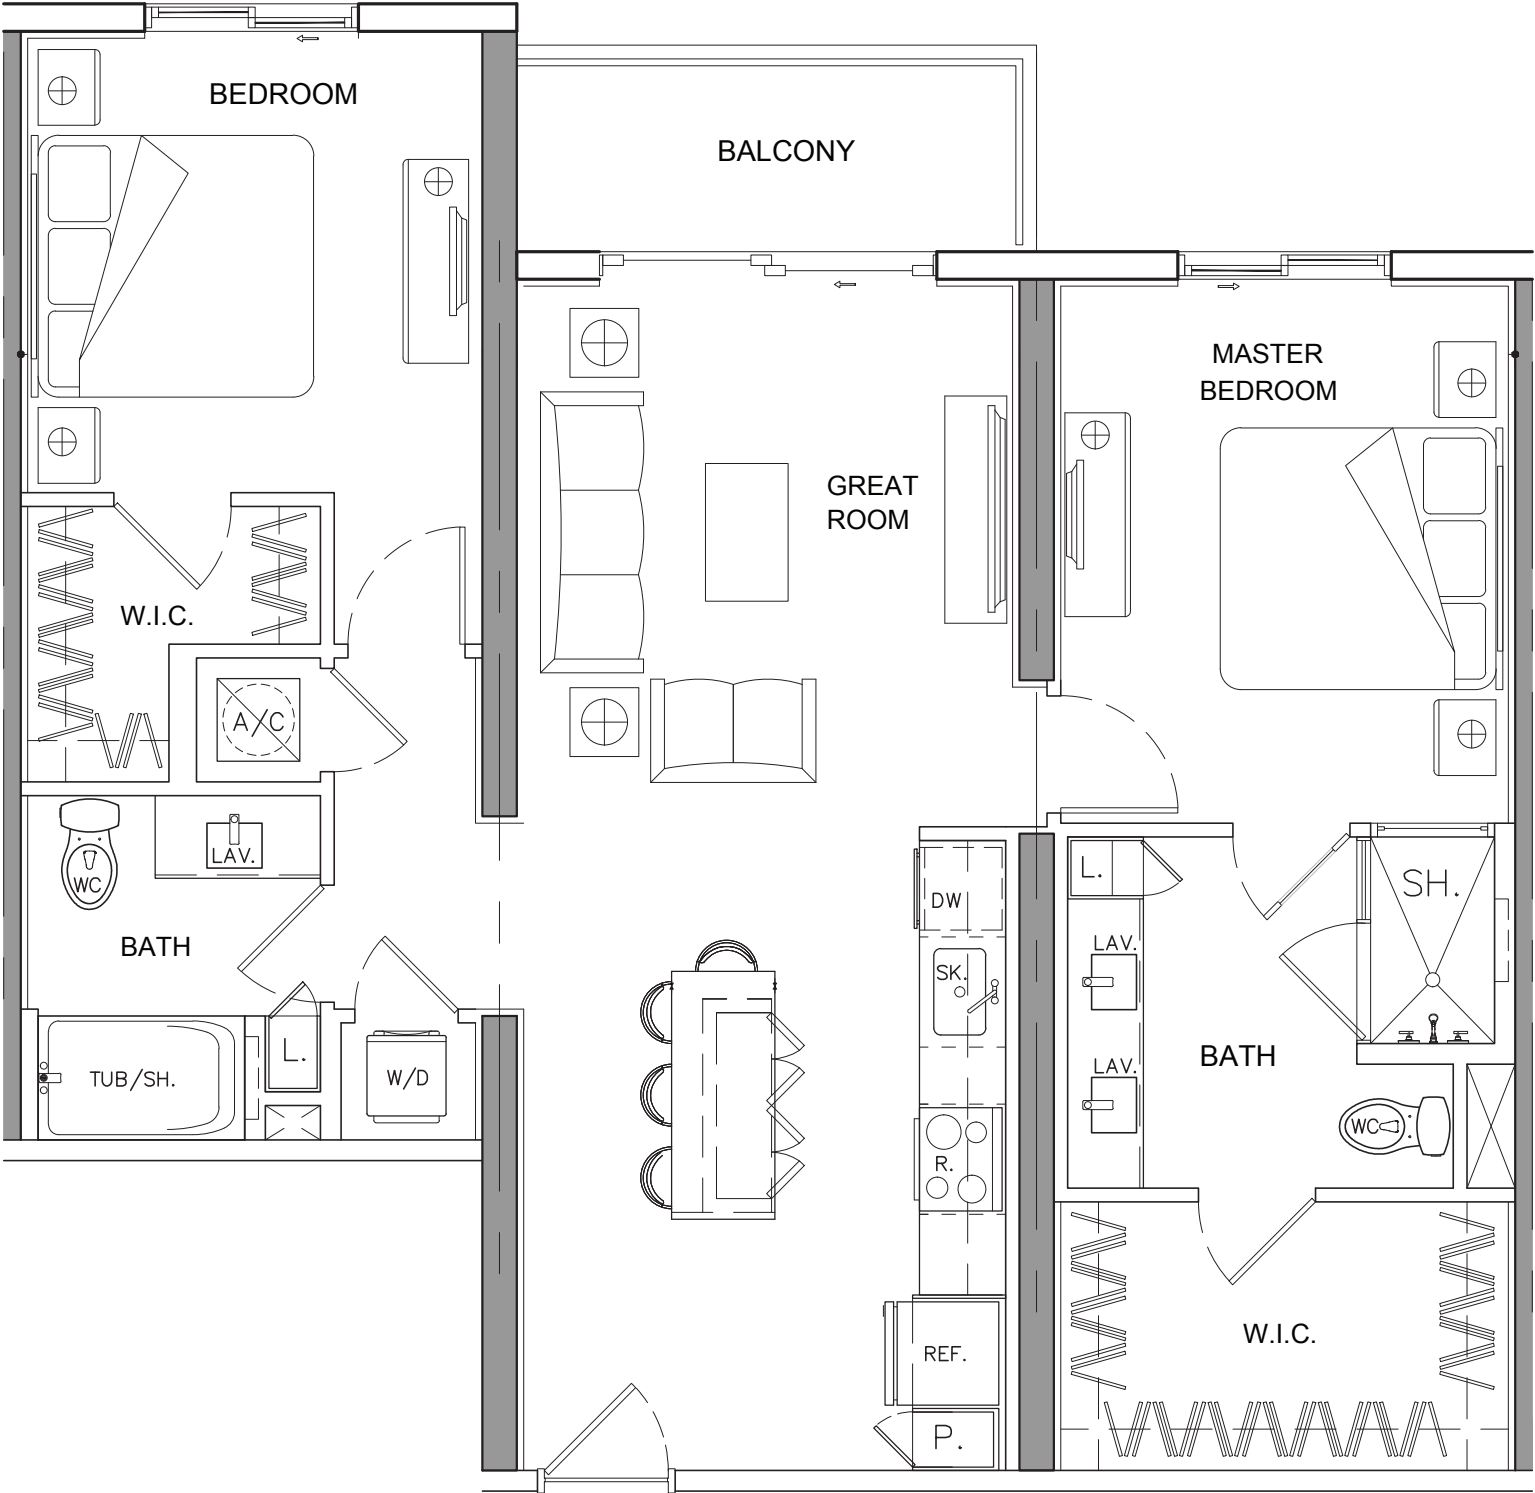 BEDROOM
BALCONY
MASTER
BEDROOM
GREAT
ROOM
W.I.C.
A/C
LAV.
WC
BATH
L.
TUB/SH.
W/D
DW
SK.
R.
REF.
P.
L.
SH.
LAV.
BATH
LAV.
WC
W.I.C.